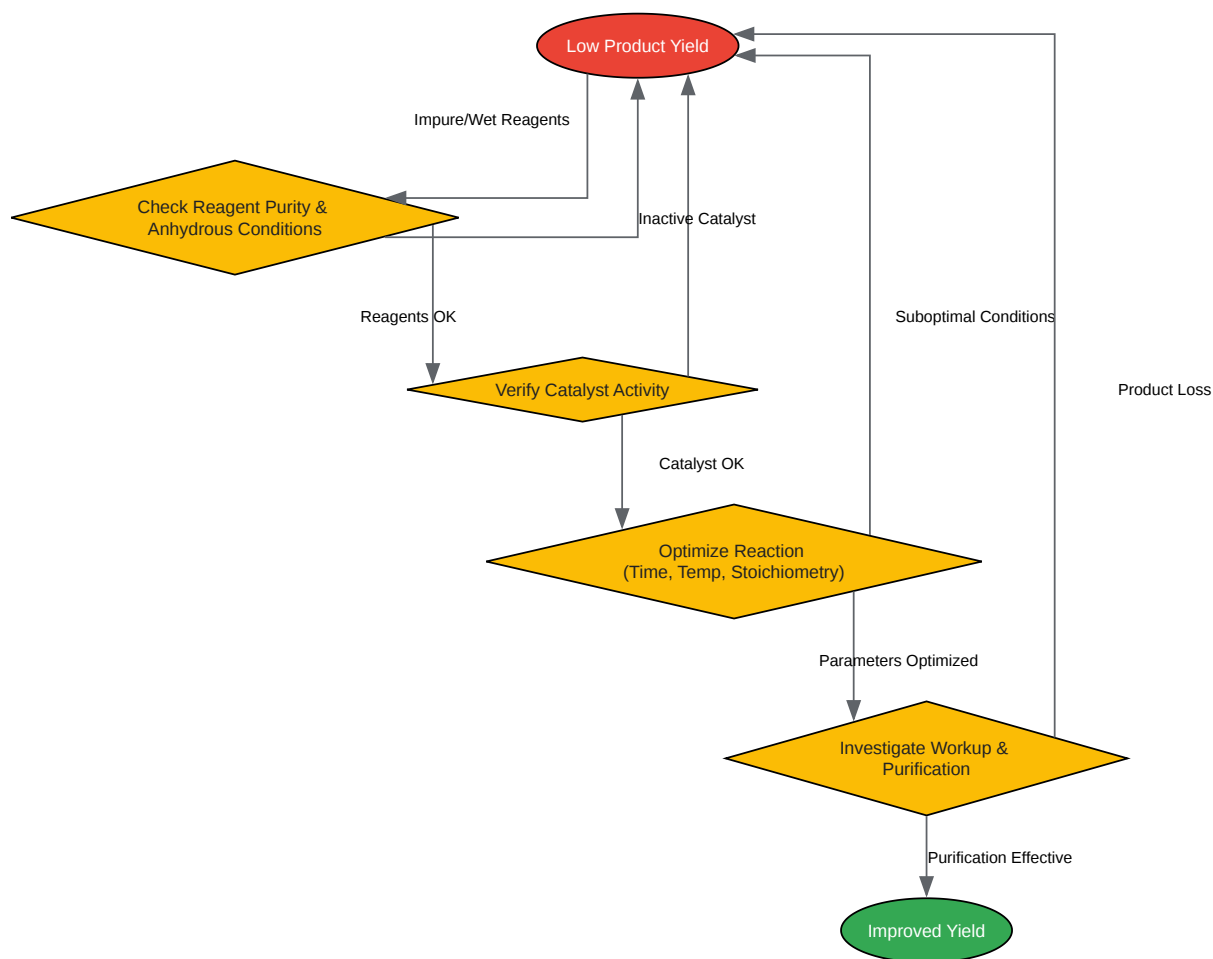 Low Product Yield
Impure/Wet Reagents
Check Reagent Purity &
Anhydrous Conditions
Inactive Catalyst
Reagents OK
Suboptimal Conditions
Verify Catalyst Activity
Product Loss
Catalyst OK
Optimize Reaction
(Time, Temp, Stoichiometry)
Parameters Optimized
Investigate Workup &
Purification
Purification Effective
Improved Yield